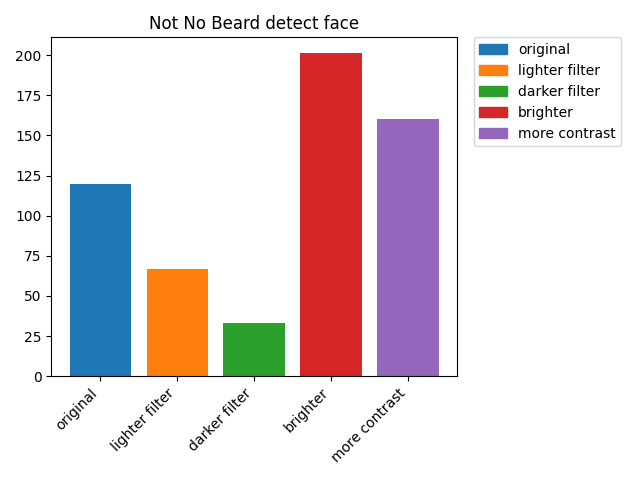 Not No Beard detect face
200
175
150
125
100
75
50
25
0
original
lighter filter
darker filter
brighter
more contrast
original
lighter filter
darker filter
brighter
more contrast